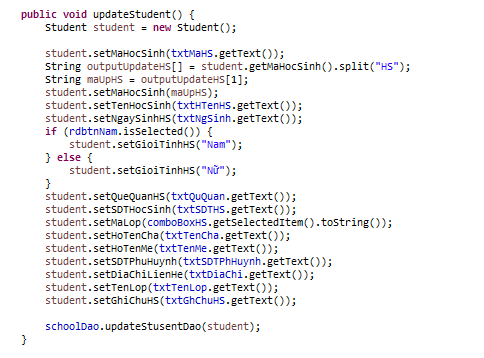 public void updateStudent() {
Student student = new Student();
student.setMaHocSinh(txtMaHS.getText());
String outputUpdateHS[] = student.getMaHocSinh().split("HS");
String maUpHS = outputUpdateHS[1];
student.setMaHocSinh(maUpHS);
student.setTenHocSinh(txtHTenHS.getText());
student.setNgaySinhHS(txtNgSinh.getText());
if (rdbtnNam.isSelected()) {
student.setGioiTinhHS("Nam");
} else {
student.setGioiTinhHS("Nữ");
}
student.setQueQuanHS(txtQuQuan.getText());
student.setSDTHocSinh(txtSDTHS.getText());
student.setMaLop(comboBoxHS.getSelectedItem().toString());
student.setHoTenCha(txtTenCha.getText());
student.setHoTenMe(txtTenMe.getText());
student.setSDTPhuHuynh(txtSDTPhHuynh.getText());
student.setDiaChiLienHe(txtDiaChi.getText());
student.setTenLop(txtTenLop.getText());
student.setGhiChuHS(txtGhChuHS.getText());
schoolDao.updateStusentDao(student);
}